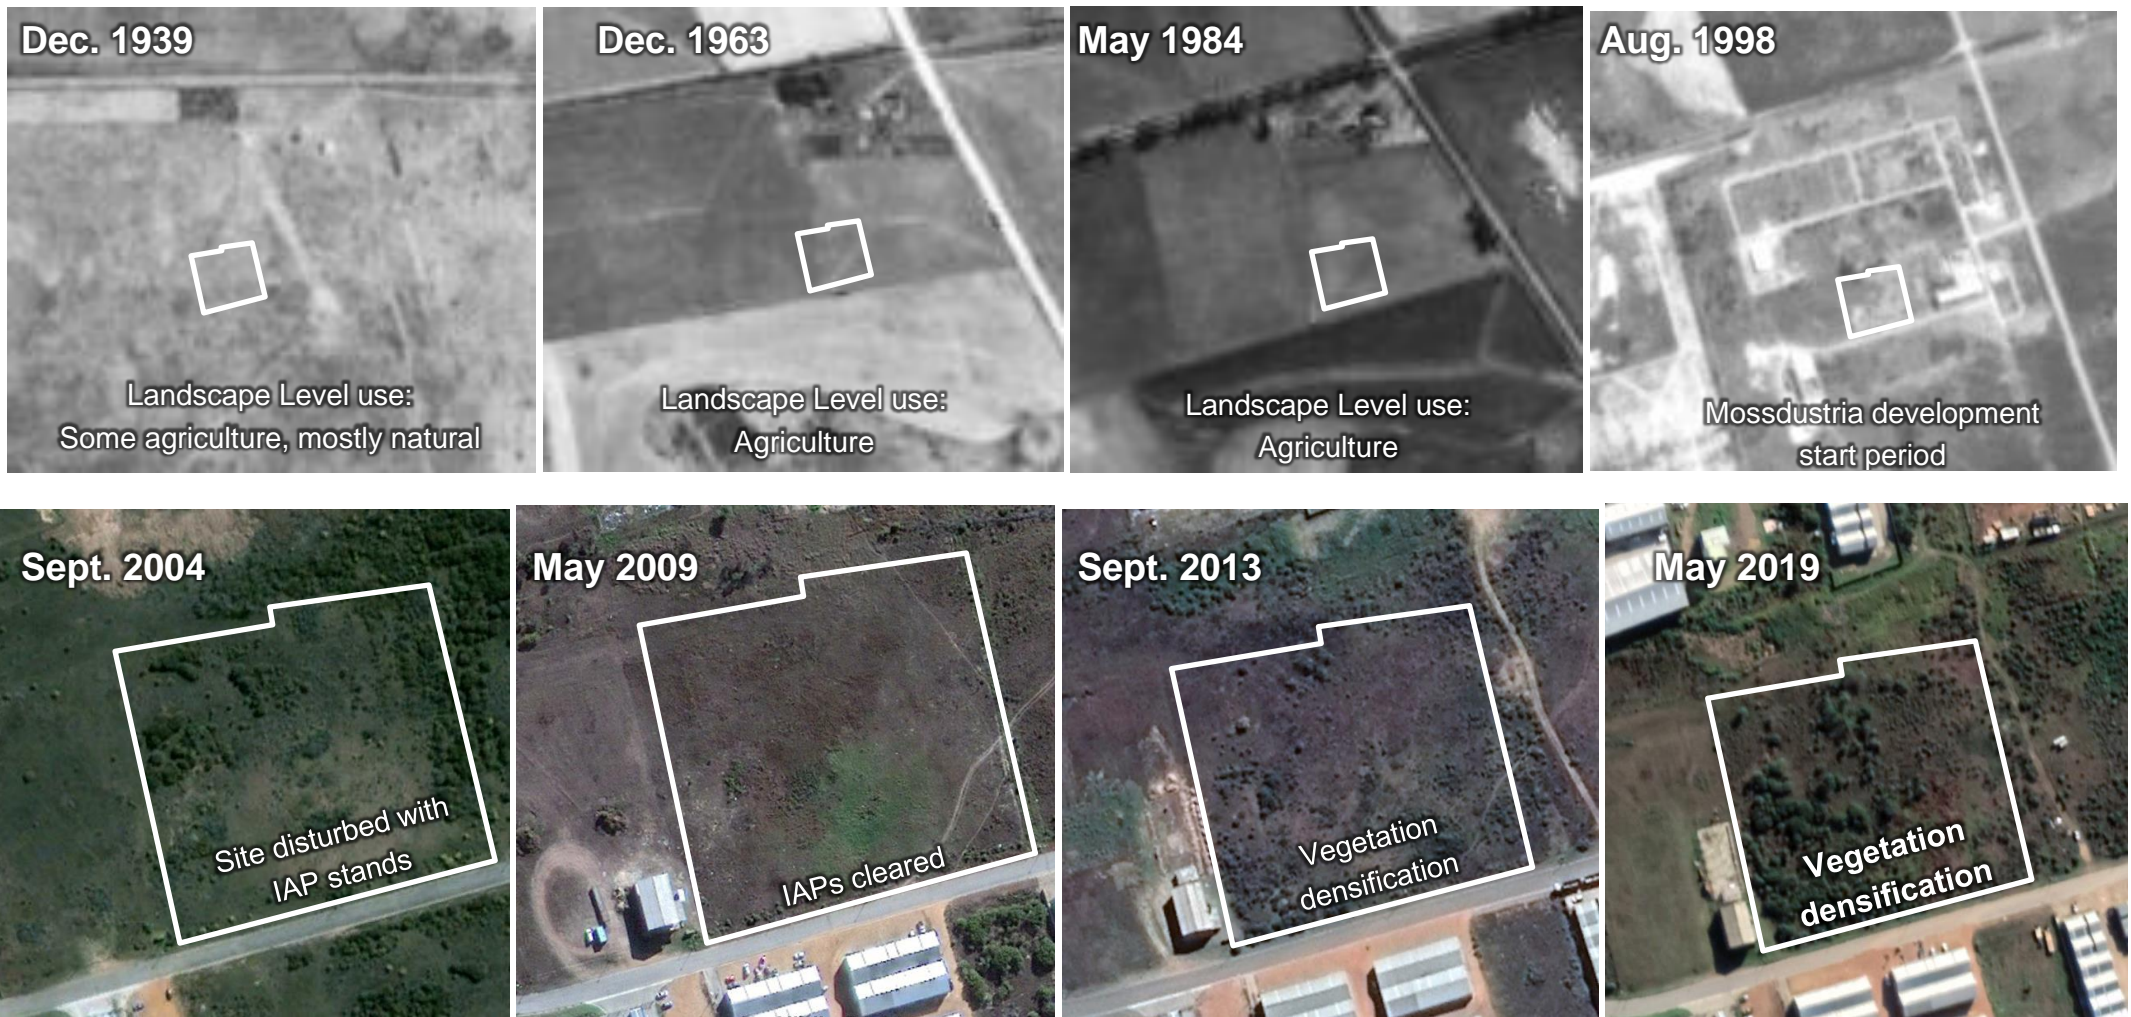 Dec. 1939
Landscape Level use:
Some agriculture, mostly natural
Dec. 1963
Landscape Level use:
Agriculture
May 1984
Landscape Level use:
Agriculture
Aug. 1998
Mossdustria development
start period
Sept. 2004
Site disturbed with
IAP stands
May 2009
IAPs cleared
Sept. 2013
Vegetation
densification
May 2019
Vegetation
densification